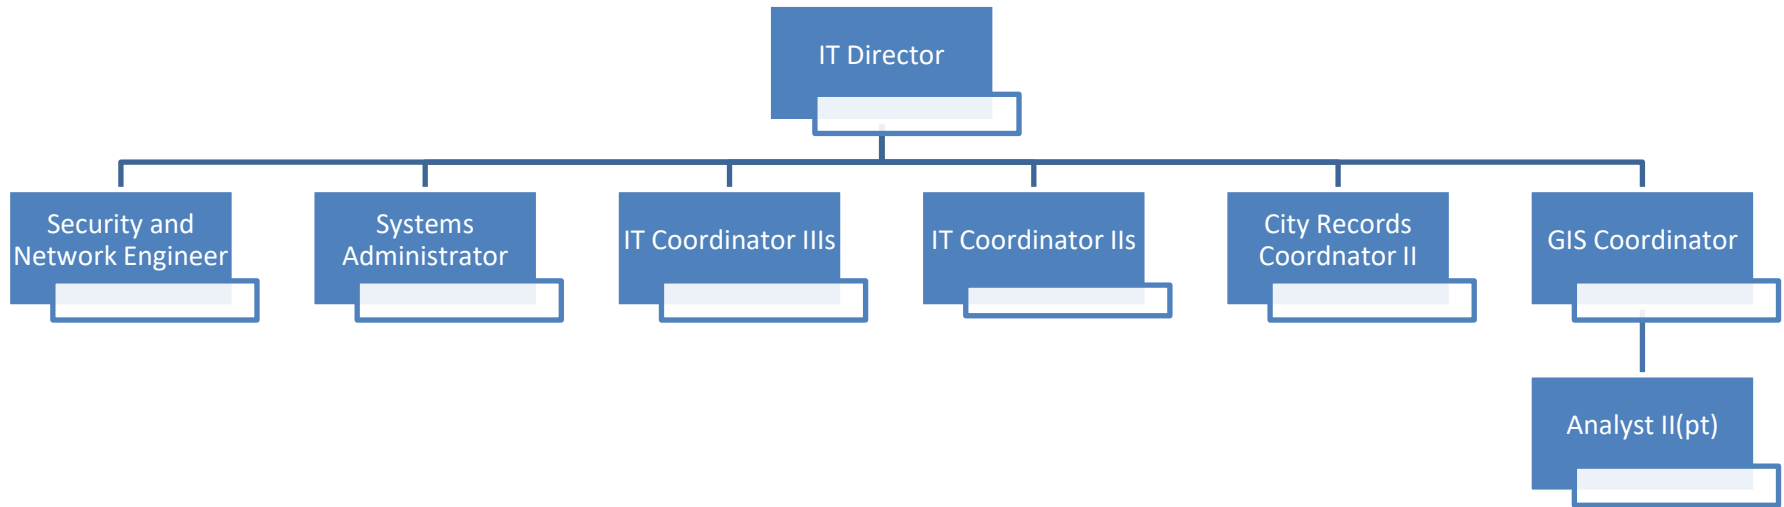 IT Director
Security and
Network Engineer
Systems
Administrator
IT Coordinator IIIs
IT Coordinator IIs
City Records
Coordnator II
GIS Coordinator
Analyst II(pt)